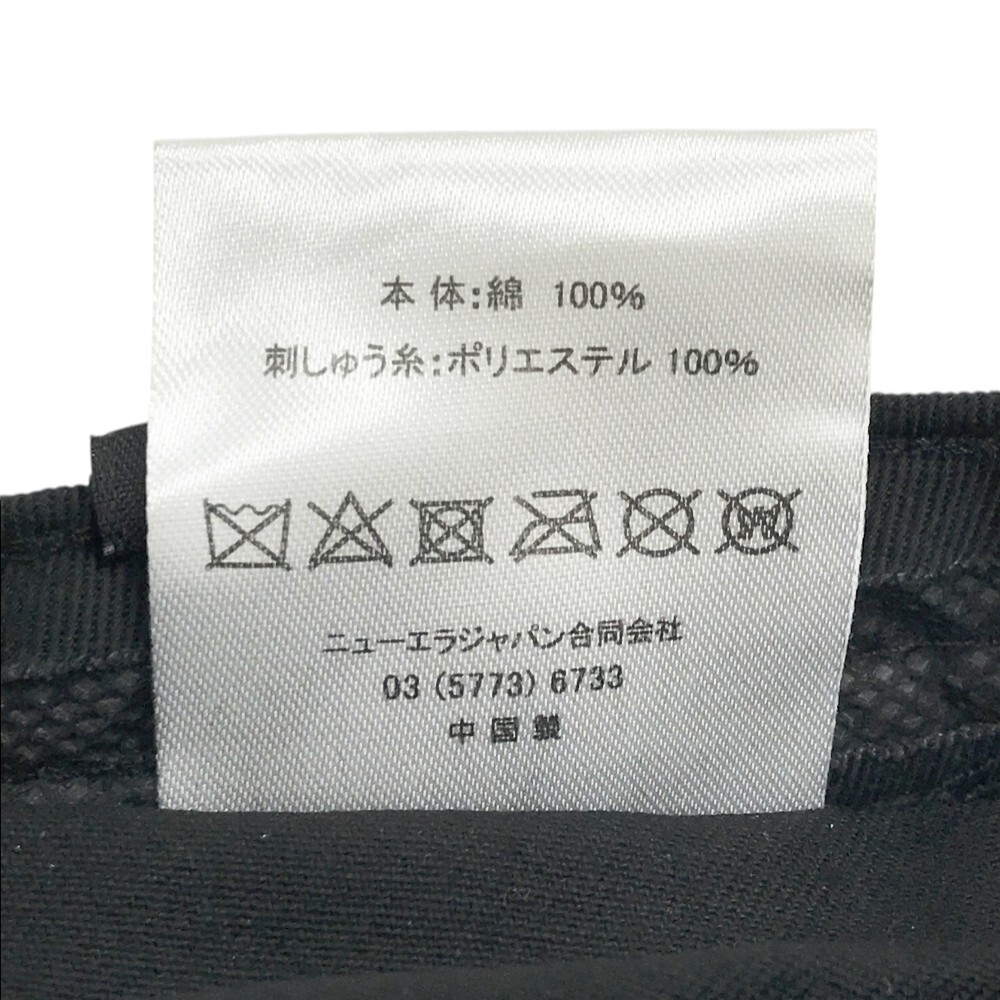 本 体:綿 100%
刺しゅう糸:ポリエステル 100%
W
ニューエラジャパン合同会社
03 (5773) 6733
中 国 製